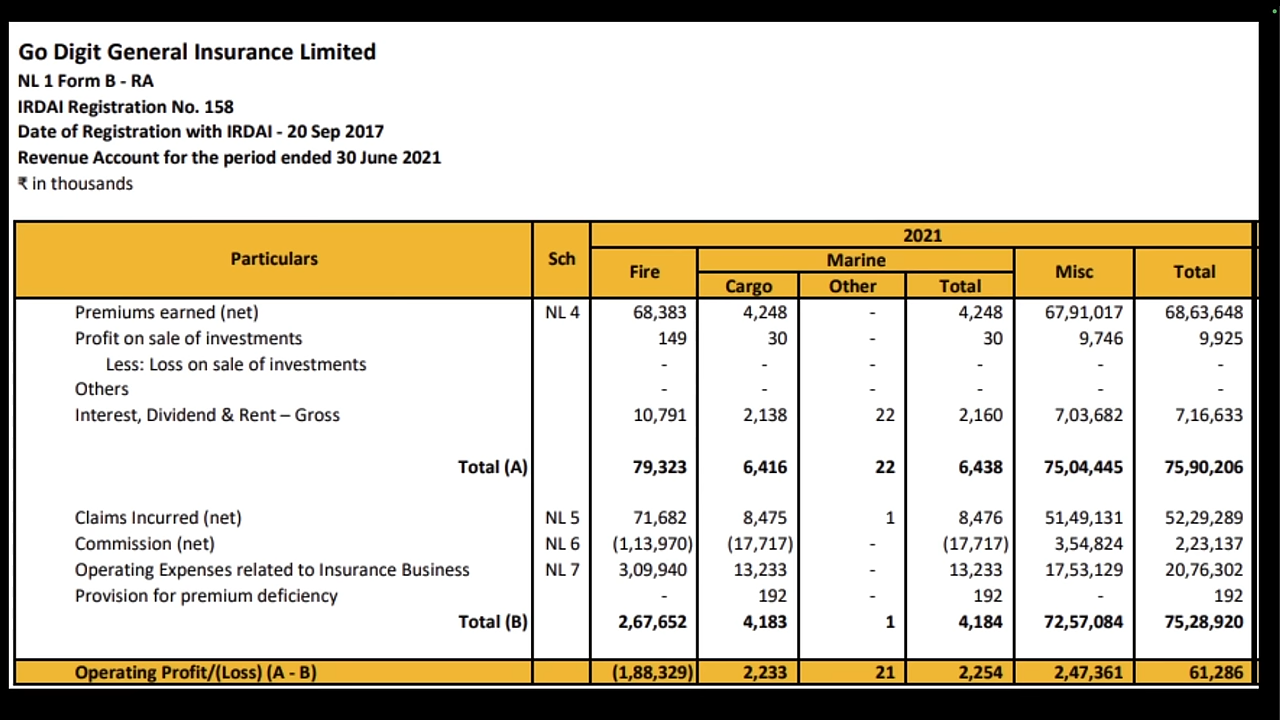 Go Digit General Insurance Limited
NL 1 Form B - RA
IRDAI Registration No. 158
Date of Registration with IRDAI - 20 Sep 2017
Revenue Account for the period ended 30 June 2021
₹ in thousands
2021
Particulars Sch Fire Marine Misc Total
Cargo Other Total
Premiums earned (net) NL 4 68,383 4,248 - 4,248 67,91,017 68,63,648
Profit on sale of investments 149 30 - 30 9,746 9,925
Less: Loss on sale of investments - - - - - -
Others - - - - - -
Interest, Dividend & Rent – Gross 10,791 2,138 22 2,160 7,03,682 7,16,633
Total (A) 79,323 6,416 22 6,438 75,04,445 75,90,206
Claims Incurred (net) NL 5 71,682 8,475 1 8,476 51,49,131 52,29,289
Commission (net) NL 6 (1,13,970) (17,717) - (17,717) 3,54,824 2,23,137
Operating Expenses related to Insurance Business NL 7 3,09,940 13,233 - 13,233 17,53,129 20,76,302
Provision for premium deficiency - 192 - 192 - 192
Total (B) 2,67,652 4,183 1 4,184 72,57,084 75,28,920
Operating Profit/(Loss) (A - B) (1,88,329) 2,233 21 2,254 2,47,361 61,286